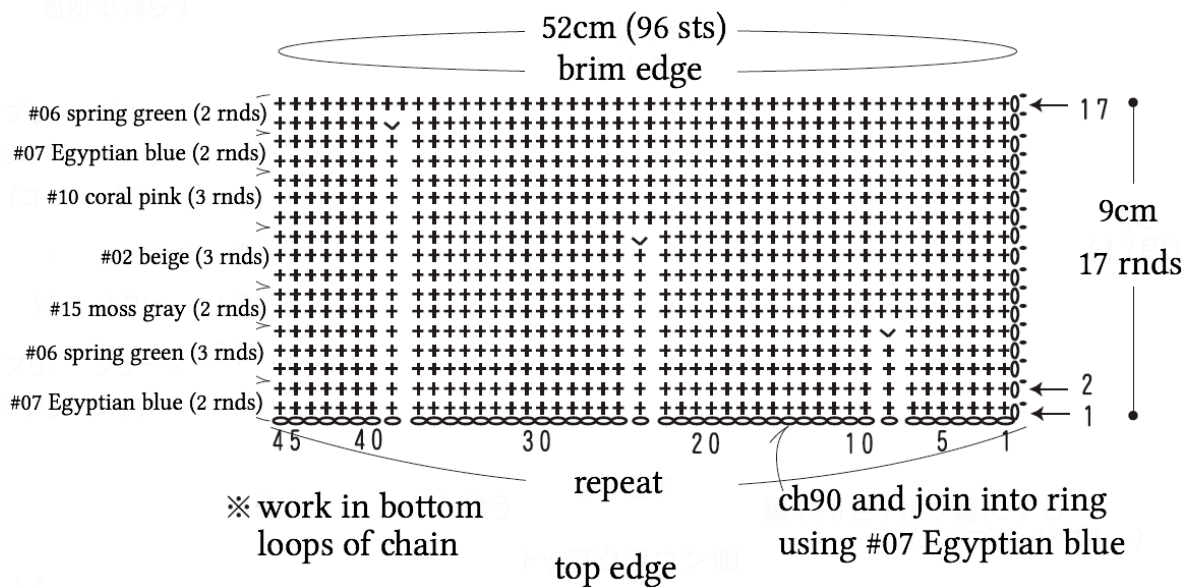 52cm (96 sts)
brim edge
#06 spring green (2 rnds)
#07 Egyptian blue (2 rnds)
#10 coral pink (3 rnds)
#02 beige (3 rnds)
#15 moss gray (2 rnds)
#06 spring green (3 rnds)
#07 Egyptian blue (2 rnds)
17
2
1
9cm
17 rnds
45 40 30 20 10 5 1
repeat
※ work in bottom
loops of chain
ch90 and join into ring
using #07 Egyptian blue
top edge